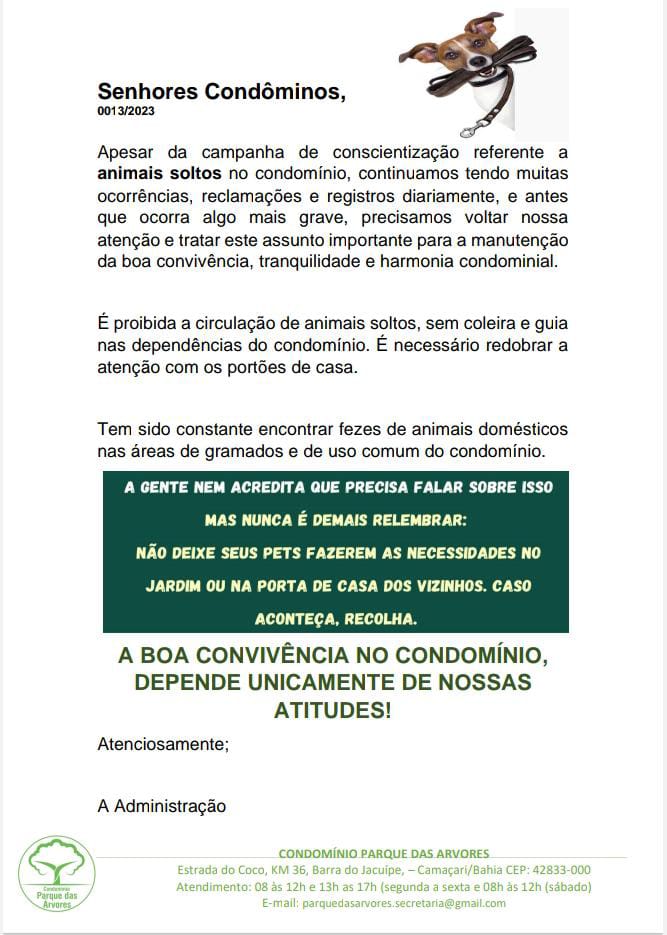 Senhores Condôminos,
0013/2023
Apesar da campanha de conscientização referente a
animais soltos no condomínio, continuamos tendo muitas
ocorrências, reclamações e registros diariamente, e antes
que ocorra algo mais grave, precisamos voltar nossa
atenção e tratar este assunto importante para a manutenção
da boa convivência, tranquilidade e harmonia condominial.
É proibida a circulação de animais soltos, sem coleira e guia
nas dependências do condomínio. É necessário redobrar a
atenção com os portões de casa.
Tem sido constante encontrar fezes de animais domésticos
nas áreas de gramados e de uso comum do condomínio.
A GENTE NEM ACREDITA QUE PRECISA FALAR SOBRE ISSO
MAS NUNCA É DEMAIS RELEMBRAR:
NÃO DEIXE SEUS PETS FAZEREM AS NECESSIDADES NO
JARDIM OU NA PORTA DE CASA DOS VIZINHOS. CASO
ACONTEÇA, RECOLHA.
A BOA CONVIVÊNCIA NO CONDOMÍNIO,
DEPENDE UNICAMENTE DE NOSSAS
ATITUDES!
Atenciosamente;
A Administração
Condomínio
Parque das
Arvores
CONDOMÍNIO PARQUE DAS ARVORES
Estrada do Coco, KM 36, Barra do Jacuípe, – Camaçari/Bahia CEP: 42833-000
Atendimento: 08 às 12h e 13h as 17h (segunda a sexta e 08h às 12h (sábado)
E-mail: parquedasarvores.secretaria@gmail.com